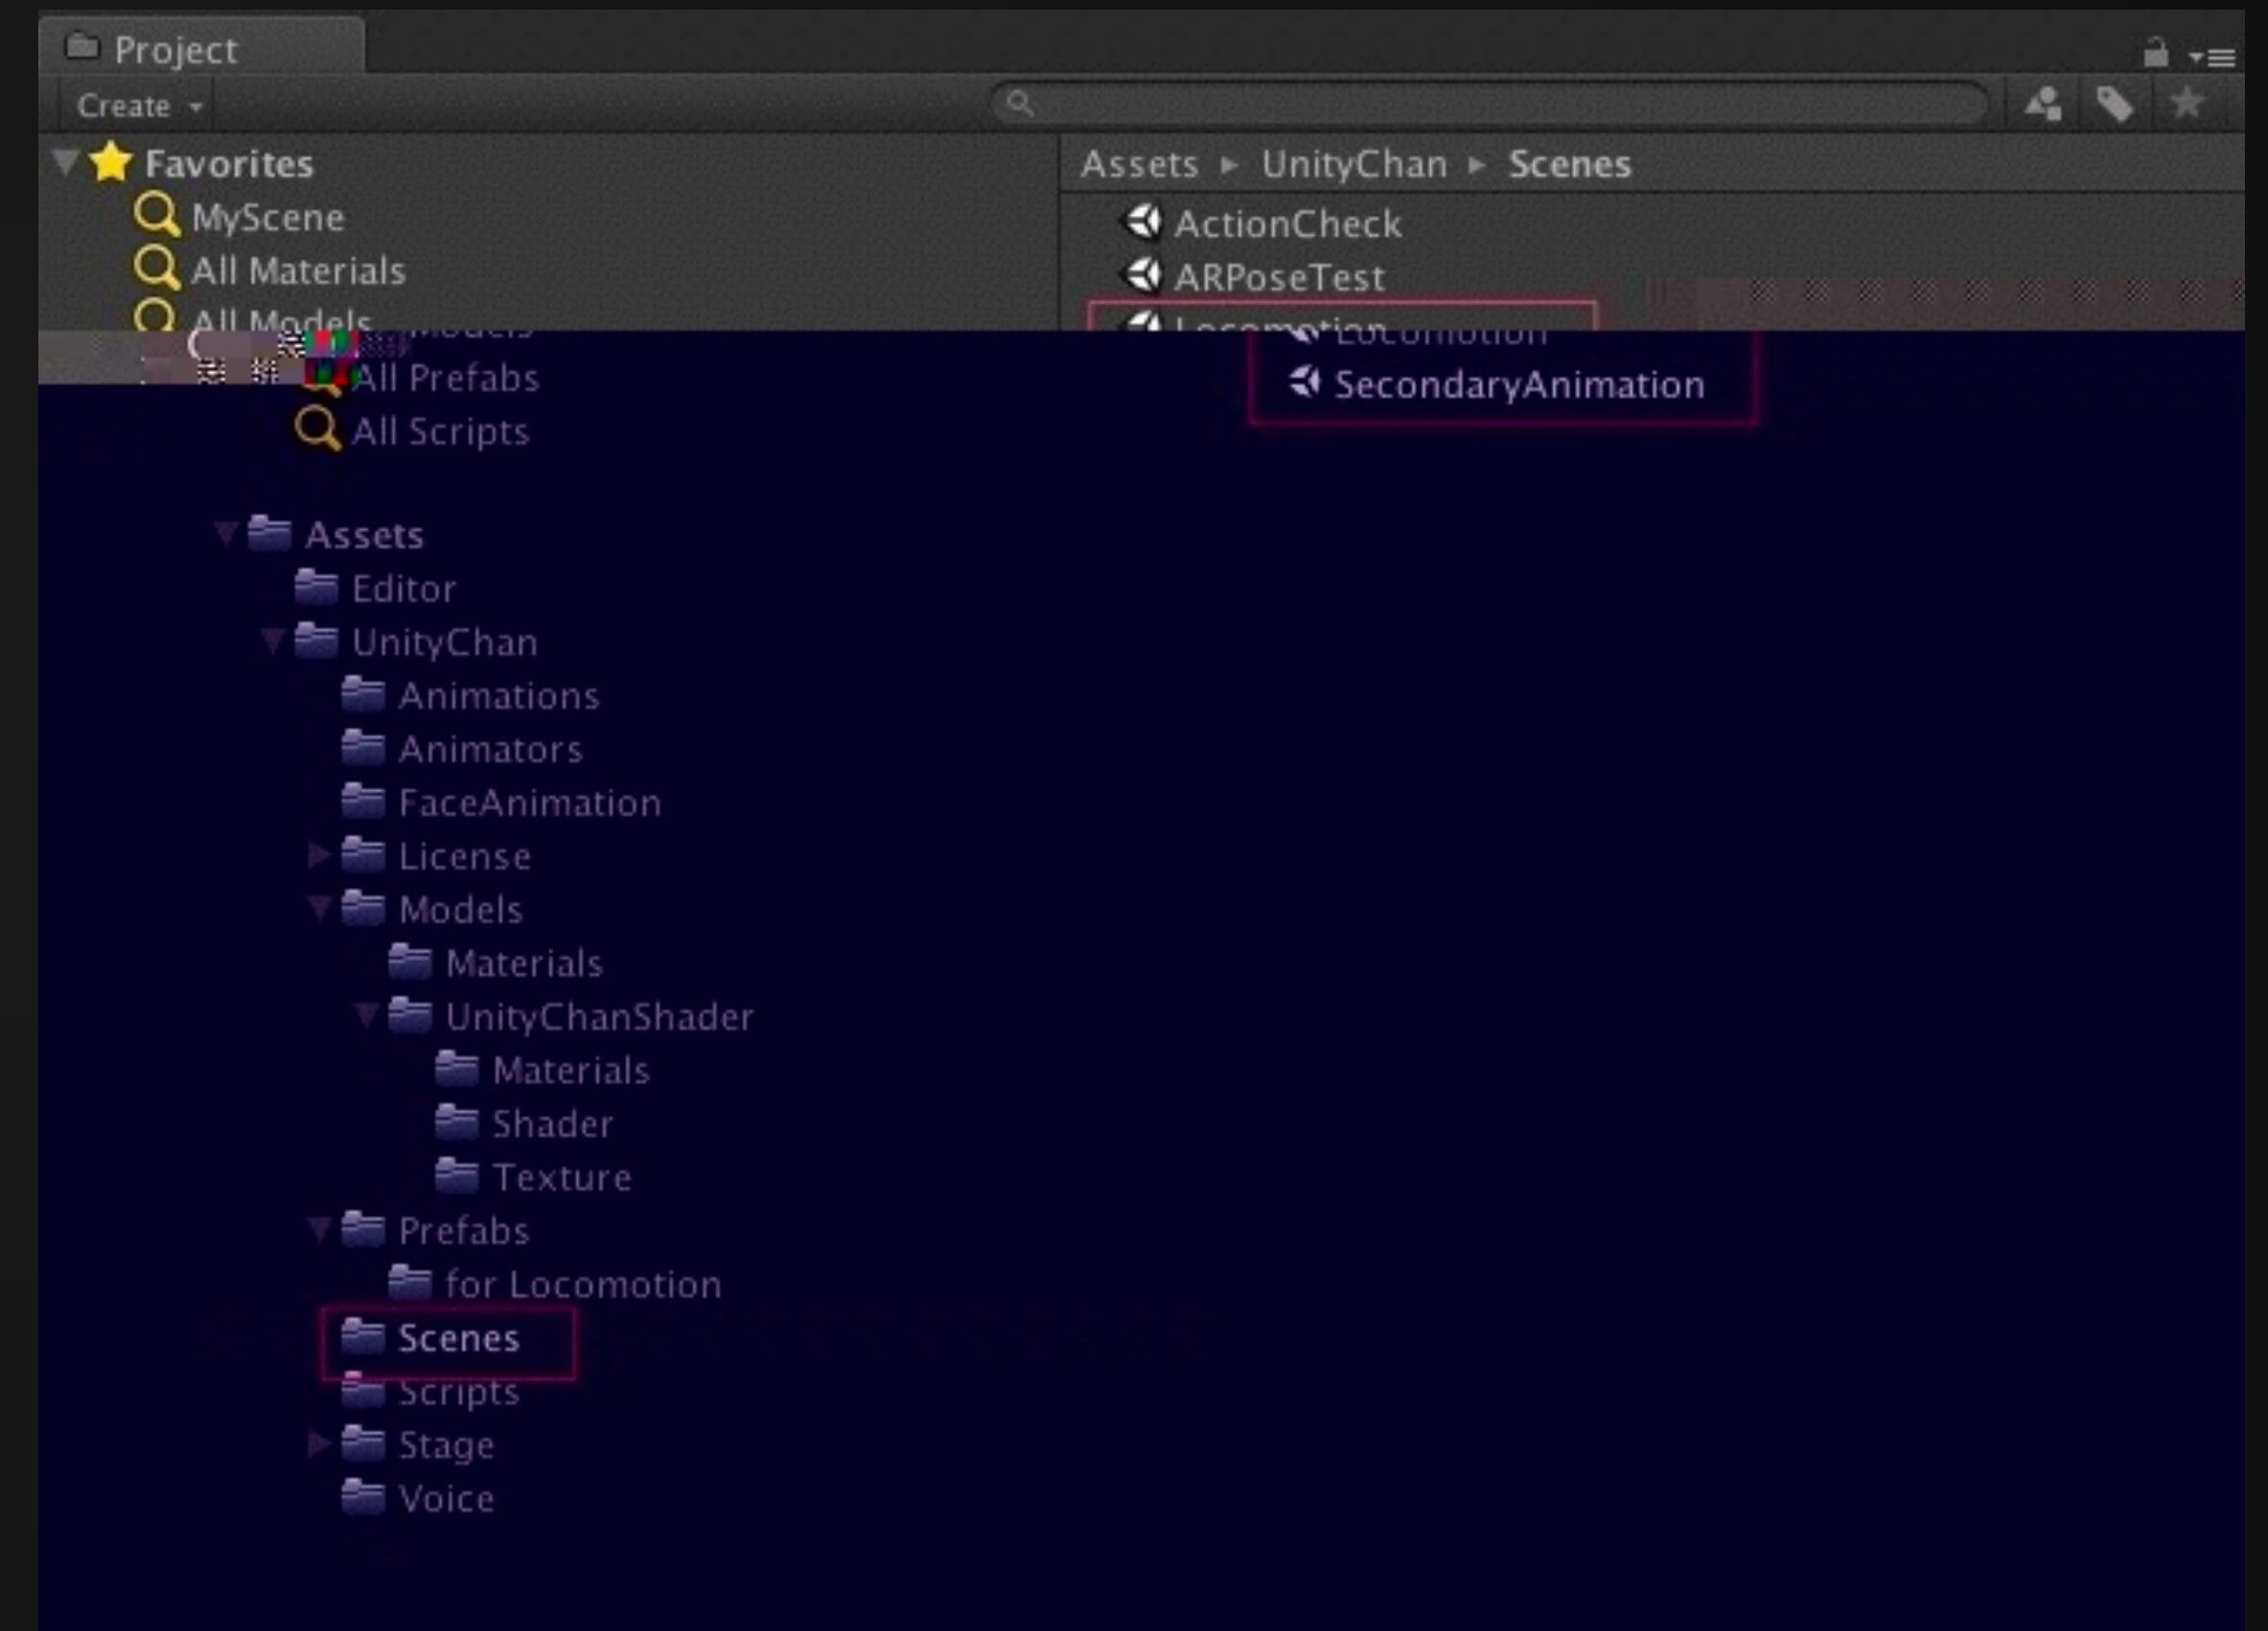 Project
Create
Favorites
MyScene
All Materials
All Models
All Prefabs
All Scripts
Assets
Editor
UnityChan
Animations
Animators
FaceAnimation
License
Models
Materials
UnityChanShader
Materials
Shader
Texture
Prefabs
for Locomotion
Scenes
Scripts
Stage
Voice
Assets UnityChan Scenes
ActionCheck
ARPoseTest
Locomotion
SecondaryAnimation